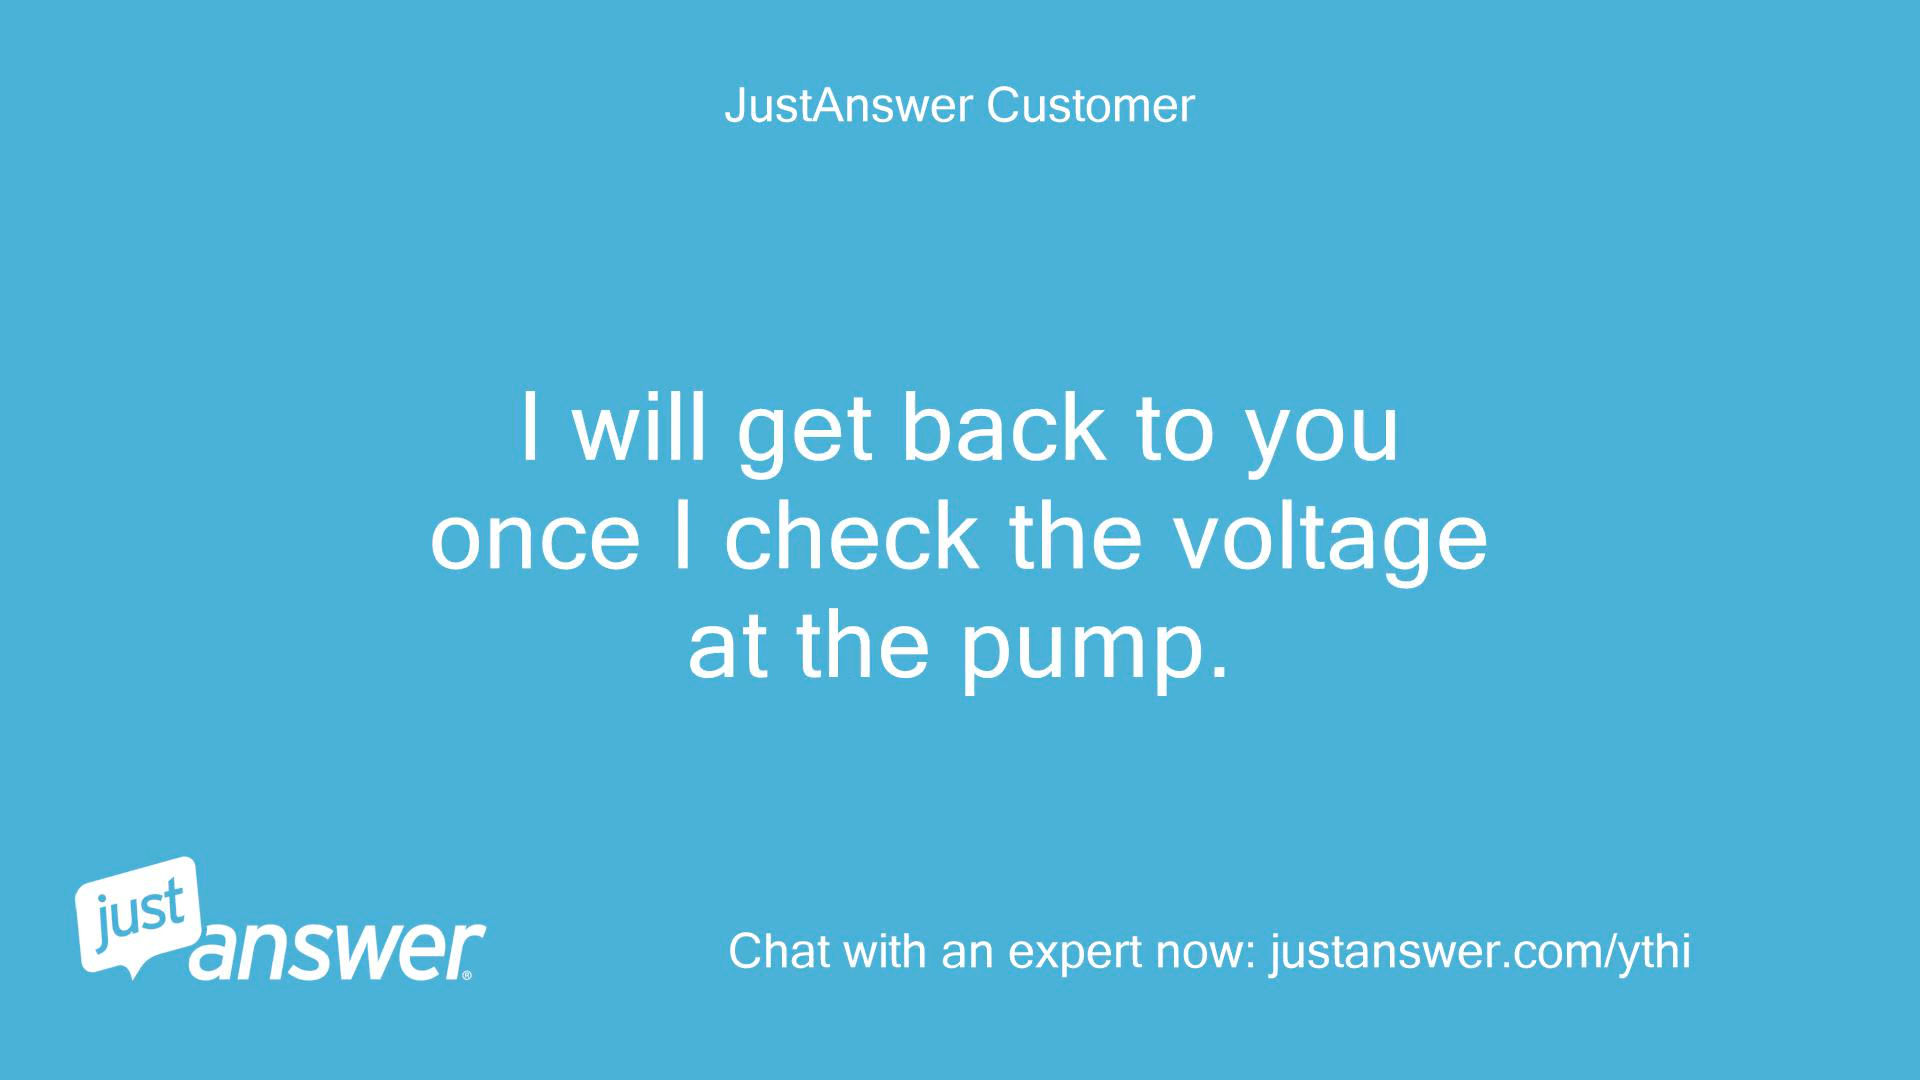 JustAnswer Customer
I will get back to you
once I check the voltage
at the pump.
just
answer®
Chat with an expert now: justanswer.com/ythi